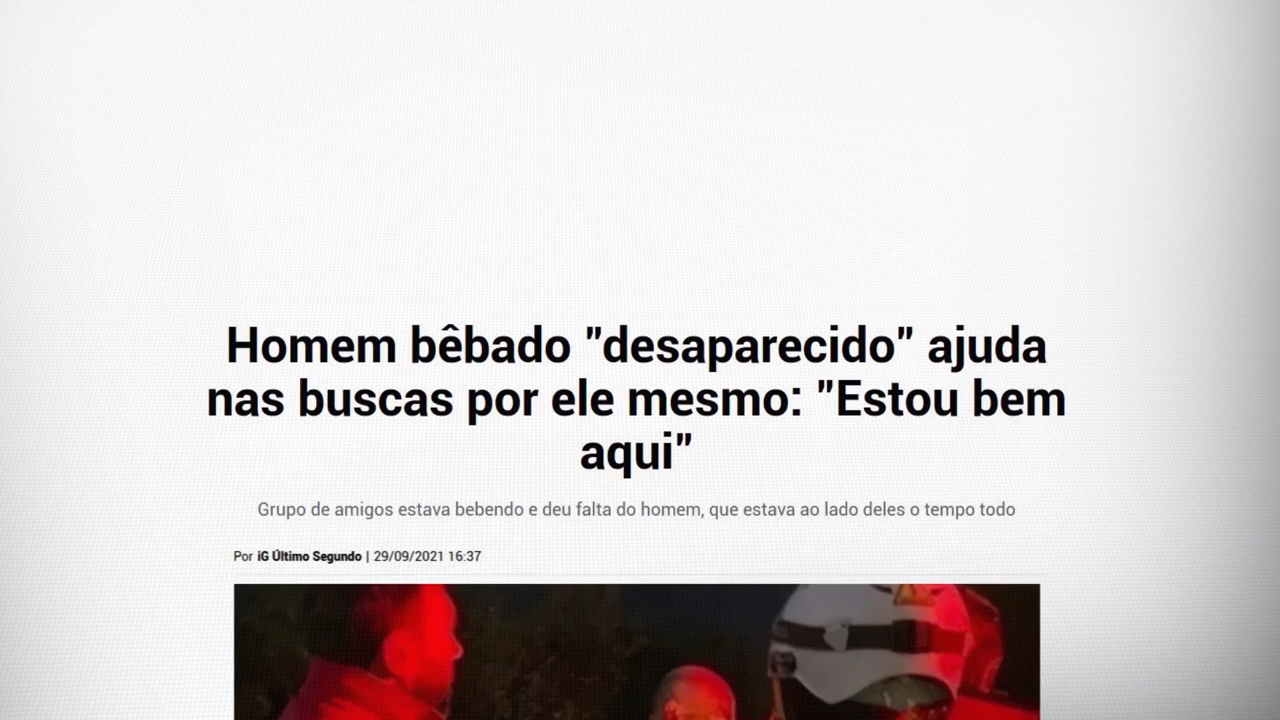 Homem bêbado "desaparecido" ajuda
nas buscas por ele mesmo: "Estou bem
aqui"
Grupo de amigos estava bebendo e deu falta do homem, que estava ao lado deles o tempo todo
Por iG Último Segundo | 29/09/2021 16:37